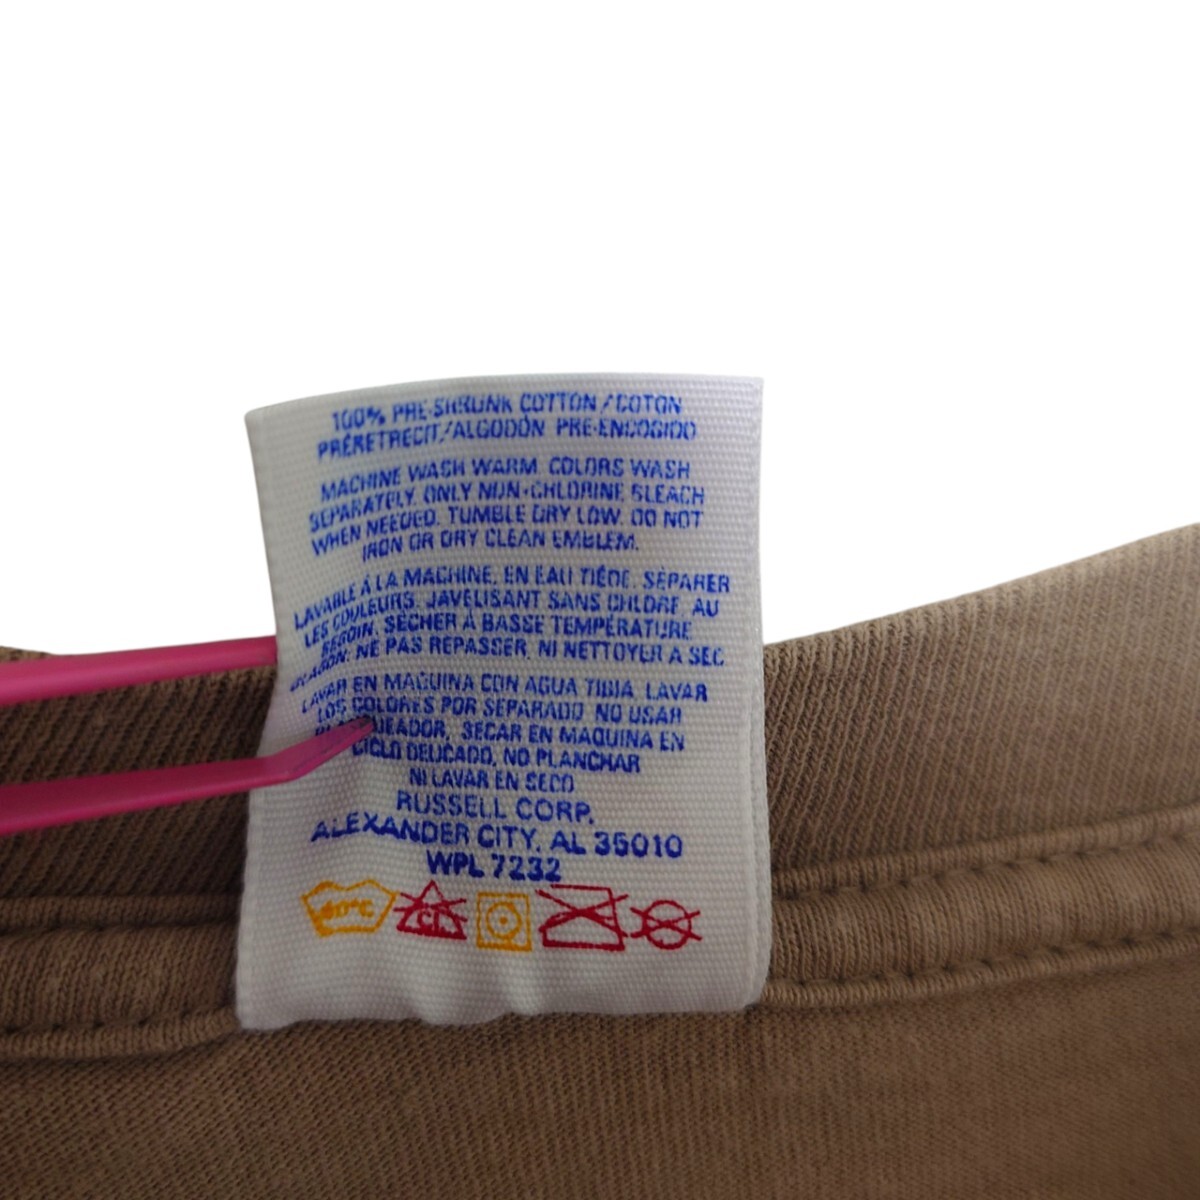 100% PRE-SHRUNK COTTON/COTON
PRÉRETRECIT/ALGODÓN PRE-ENCOGIDO
MACHINE WASH WARM. COLORS WASH
SEPARATELY. ONLY NON-CHLORINE BLEACH
WHEN NEEDED. TUMBLE DRY LOW. DO NOT
IRON OR DRY CLEAN EMBLEM.
LAVABLE À LA MACHINE, EN EAU TIÉDE. SÉPARER
LES COULEURS. JAVELISANT SANS CHLORE, AU
BESOIN, SÉCHER À BASSE TEMPÉRATURE
NE PAS REPASSER, NI NETTOYER A SEC
LAVAR EN MAQUINA CON AGUA TIBIA. LAVAR
LOS COLORES POR SEPARADO. NO USAR
SECAR EN MAQUINA EN
CICLO DELICADO, NO PLANCHAR
NI LAVAR EN SECO
RUSSELL CORP.
ALEXANDER CITY, AL 35010
WPL 7232
40°C CL